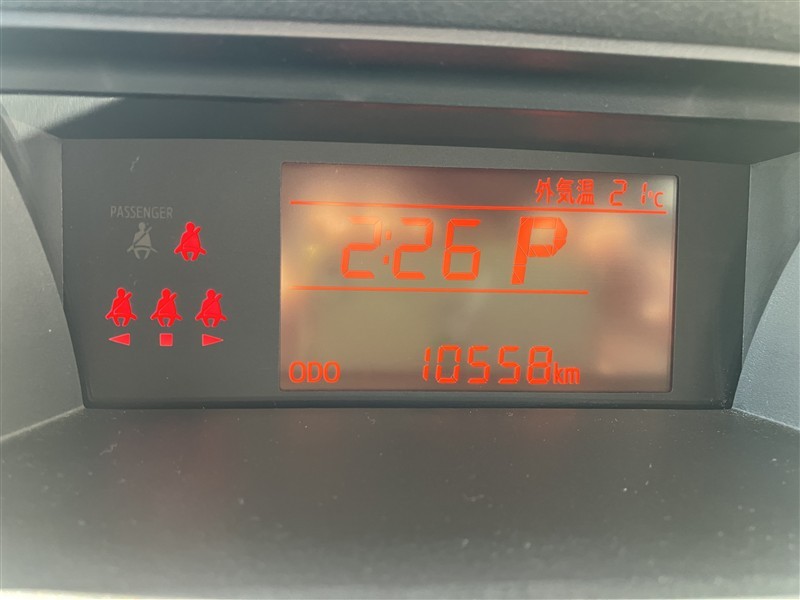 PASSENGER
外気温 21℃
2:26 P
ODO 10558km